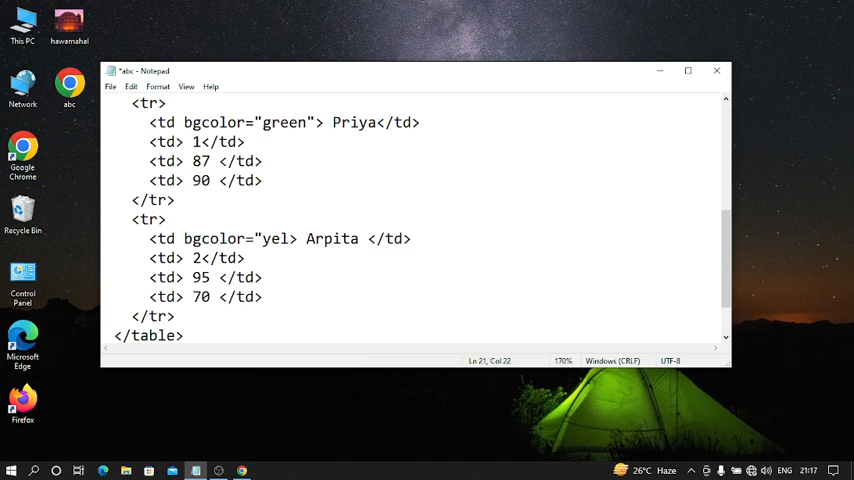 This PC
hawamahal
Network
abc
Google
Chrome
Recycle Bin
Control
Panel
Microsoft
Edge
Firefox
*abc - Notepad
File Edit Format View Help
<tr>
<td bgcolor="green"> Priya</td>
<td> 1</td>
<td> 87 </td>
<td> 90 </td>
</tr>
<tr>
<td bgcolor="yel> Arpita </td>
<td> 2</td>
<td> 95 </td>
<td> 70 </td>
</tr>
</table>
Ln 21, Col 22 170% Windows (CRLF) UTF-8
26°C Haze ENG 21:17